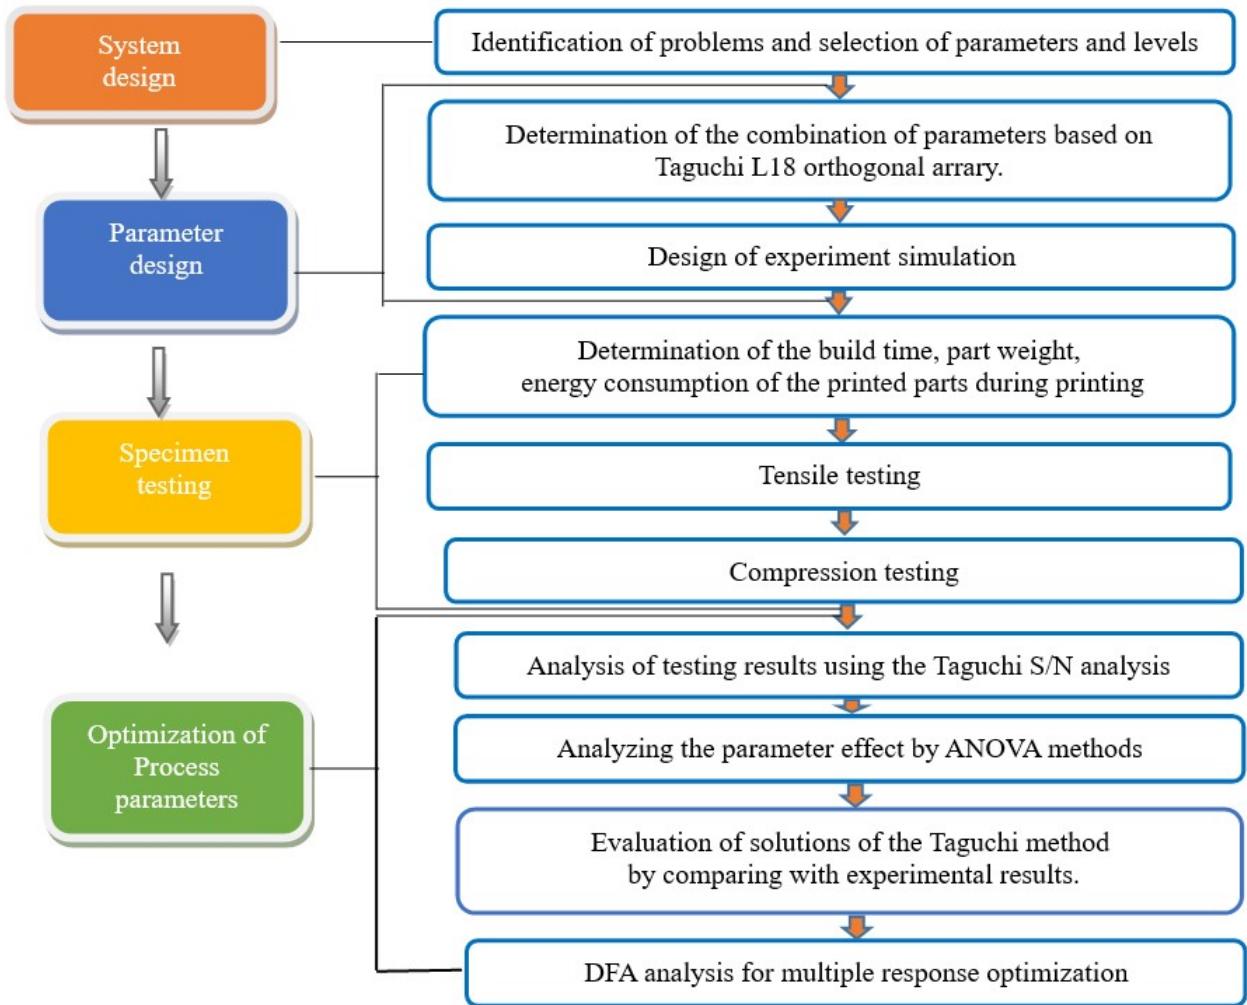 System
design
Identification of problems and selection of parameters and levels
Determination of the combination of parameters based on
Taguchi L18 orthogonal arrary.
Parameter
design
Design of experiment simulation
Determination of the build time, part weight,
energy consumption of the printed parts during printing
Specimen
testing
Tensile testing
Compression testing
Analysis of testing results using the Taguchi S/N analysis
Optimization of
Process
parameters
Analyzing the parameter effect by ANOVA methods
Evaluation of solutions of the Taguchi method
by comparing with experimental results.
DFA analysis for multiple response optimization